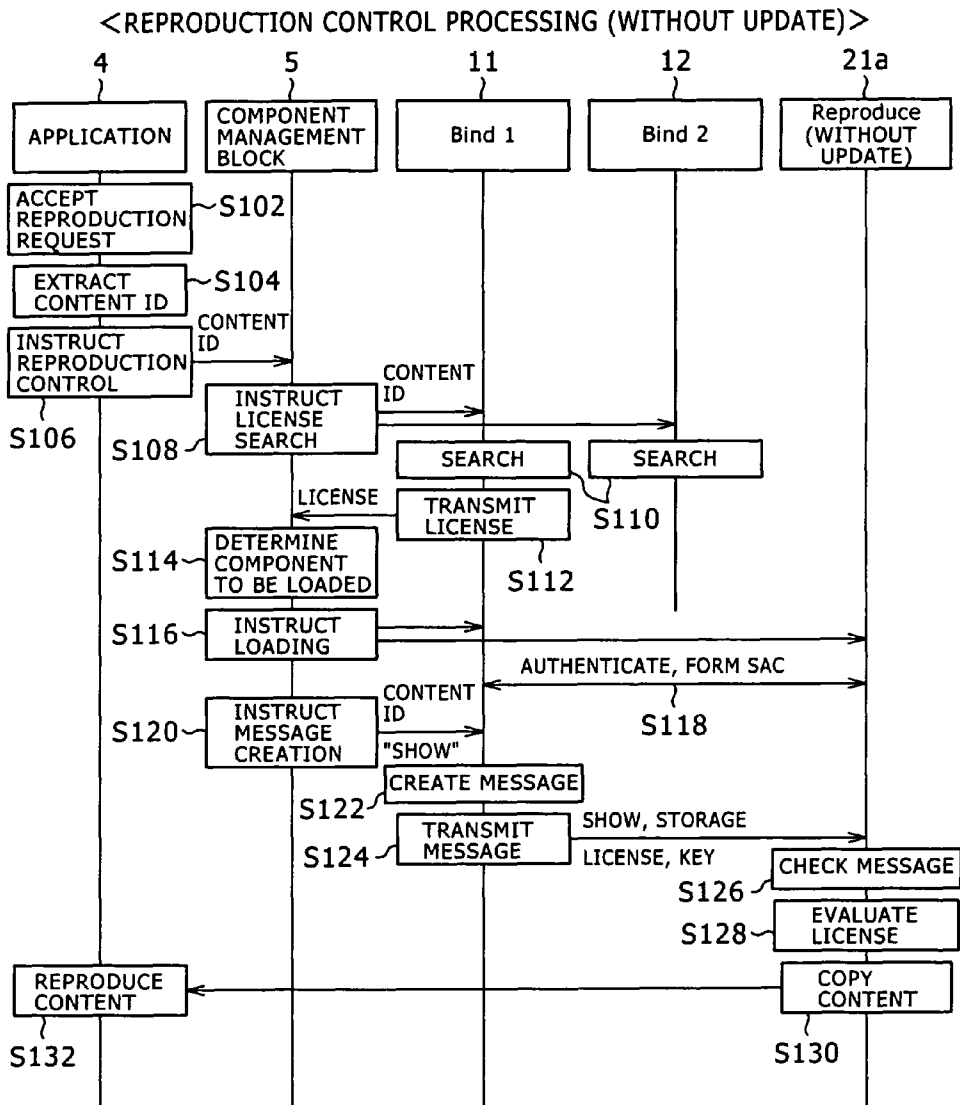 <REPRODUCTION CONTROL PROCESSING (WITHOUT UPDATE)>
4
5
11
12
21a
APPLICATION
COMPONENT
MANAGEMENT
BLOCK
Bind 1
Bind 2
Reproduce
(WITHOUT
UPDATE)
ACCEPT
REPRODUCTION
REQUEST
S102
EXTRACT
CONTENT ID
S104
INSTRUCT
REPRODUCTION
CONTROL
CONTENT
ID
S106
INSTRUCT
LICENSE
SEARCH
CONTENT
ID
S108
SEARCH
SEARCH
S110
TRANSMIT
LICENSE
LICENSE
S112
S114
DETERMINE
COMPONENT
TO BE LOADED
S116
INSTRUCT
LOADING
AUTHENTICATE, FORM SAC
S118
S120
INSTRUCT
MESSAGE
CREATION
CONTENT
ID
"SHOW"
CREATE MESSAGE
S122
TRANSMIT
MESSAGE
S124
SHOW, STORAGE
LICENSE, KEY
CHECK MESSAGE
S126
EVALUATE
LICENSE
S128
COPY
CONTENT
S130
REPRODUCE
CONTENT
S132